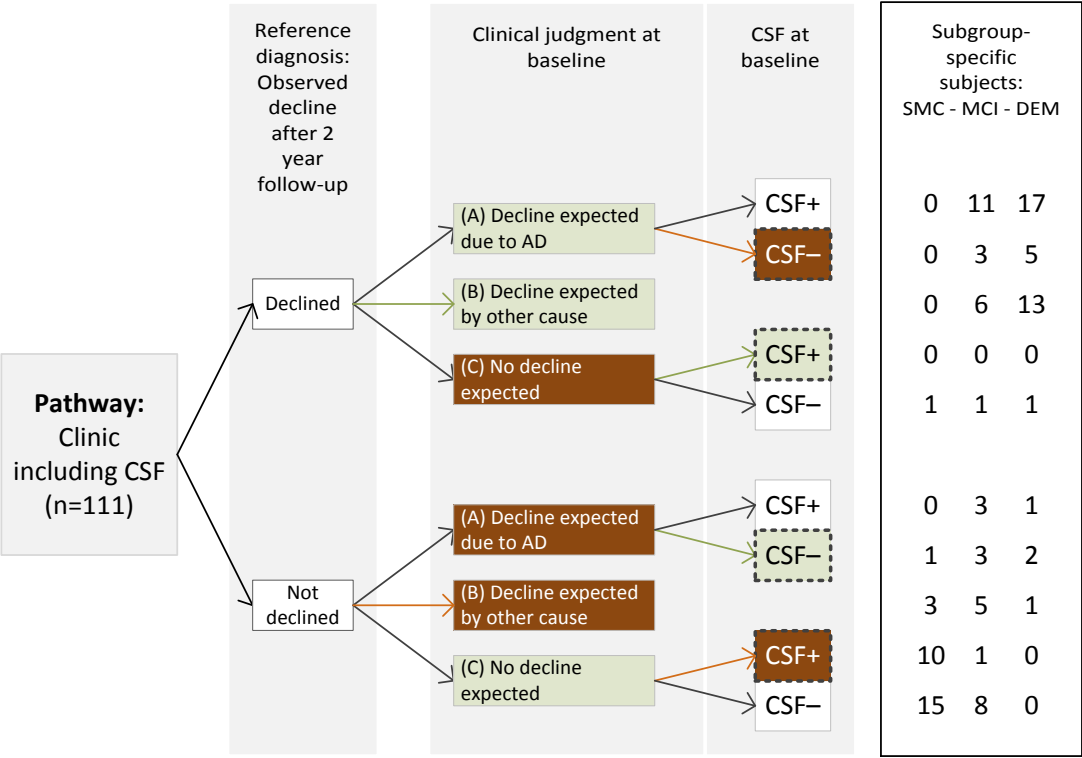 Reference
diagnosis:
Observed
decline
after 2
year
follow-up
Clinical judgment at
baseline
CSF at
baseline
Subgroup-
specific
subjects:
SMC - MCI - DEM
Pathway:
Clinic
including CSF
(n=111)
Declined
(A) Decline expected
due to AD
CSF+
0 11 17
CSF–
0 3 5
(B) Decline expected
by other cause
0 6 13
(C) No decline
expected
CSF+
0 0 0
CSF–
1 1 1
Not
declined
(A) Decline expected
due to AD
CSF+
0 3 1
CSF–
1 3 2
(B) Decline expected
by other cause
3 5 1
(C) No decline
expected
CSF+
10 1 0
CSF–
15 8 0